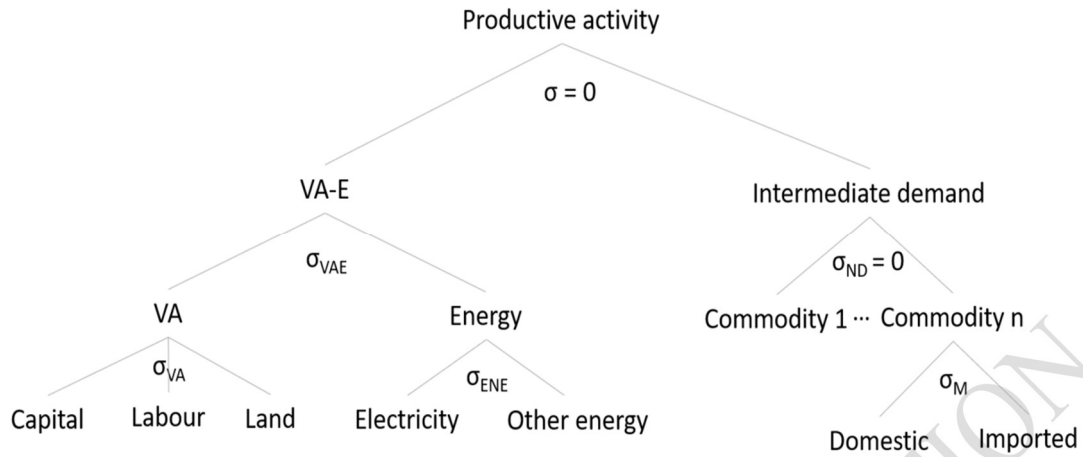 Productive activity
σ = 0
VA-E
Intermediate demand
σVAE
σND = 0
VA
Energy
Commodity 1 ··· Commodity n
σVA
σENE
σM
Capital
Labour
Land
Electricity
Other energy
Domestic
Imported
ION